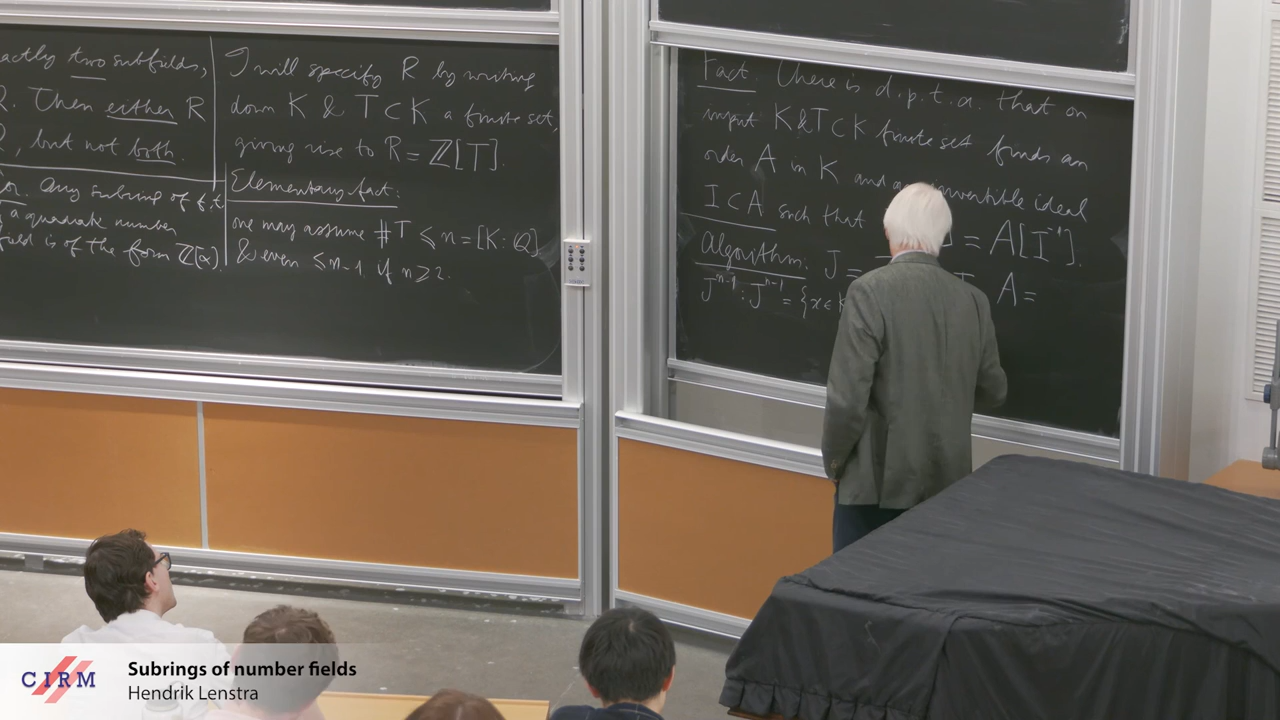 actly two subfields,
R. Then either R
Q, but not both.
or. Any subring of f.t.
a quadratic number
field is of the form Z[α].
I will specify R by writing
down K & T⊂K a finite set,
giving rise to R = ℤ[T].
Elementary fact:
one may assume #T ≤ n = [K:Q]
& even ≤ n-1 if n ≥ 2.
Fact. There is d.p.t.a. that on
input K&T⊂K finite set finds an
order A in K and an invertible ideal
I⊂A such that = A[I⁻¹].
Algorithm. J = A =
Jⁿ⁻¹:Jⁿ⁻¹ = {x∈K
CIRM
Subrings of number fields
Hendrik Lenstra